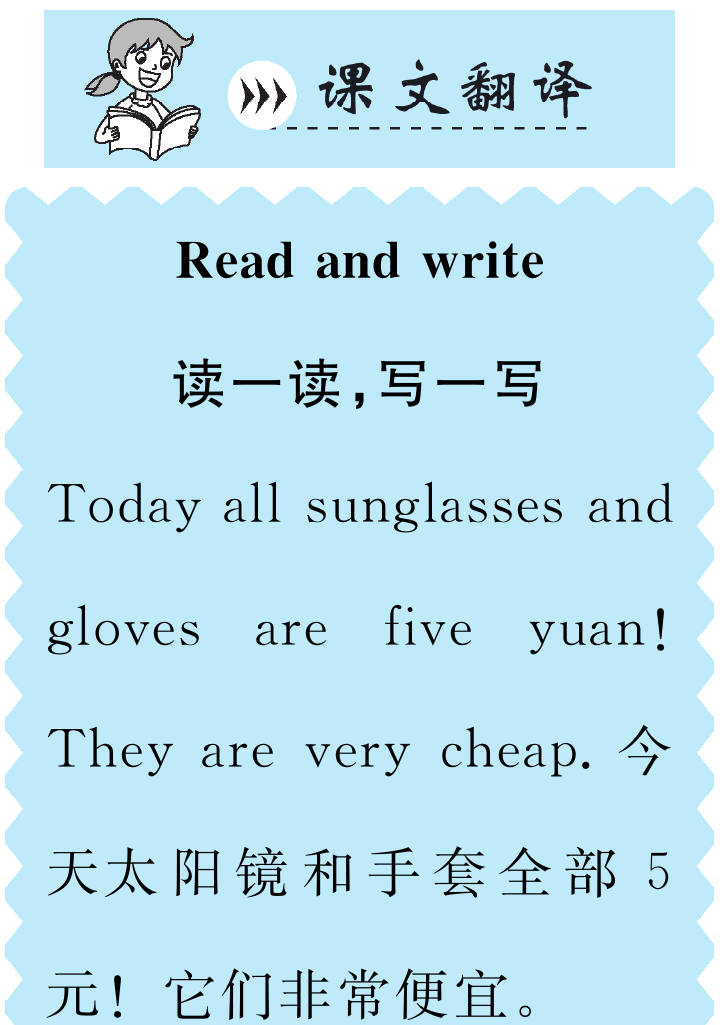 课文翻译
Read and write
读一读,写一写
Today all sunglasses and
gloves are five yuan!
They are very cheap. 今
天太阳镜和手套全部 5
元! 它们非常便宜。